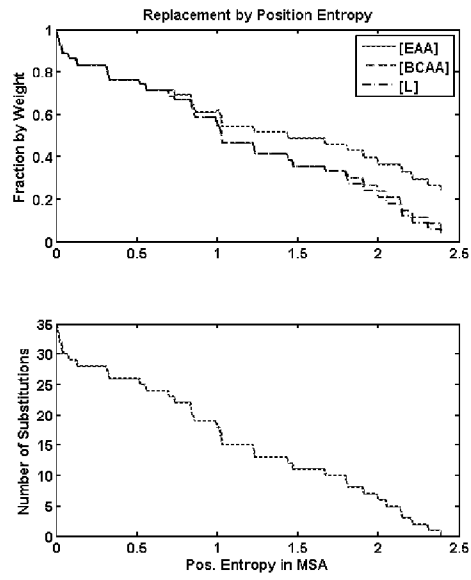 Replacement by Position Entropy
[EAA]
[BCAA]
[L]
Fraction by Weight
1
0.8
0.6
0.4
0.2
0
0 0.5 1 1.5 2 2.5
Number of Substitutions
35
30
25
20
15
10
5
0
0 0.5 1 1.5 2 2.5
Pos. Entropy in MSA